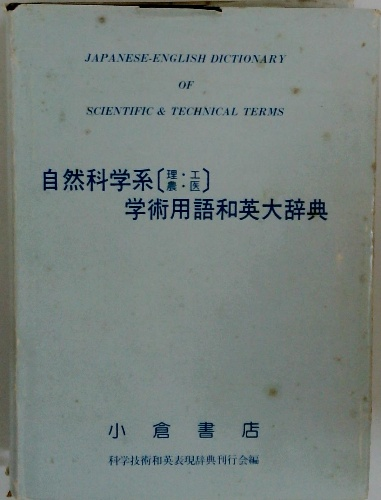 JAPANESE-ENGLISH DICTIONARY
OF
SCIENTIFIC & TECHNICAL TERMS
自然科学系〔理・工農・医〕
学術用語和英大辞典
小倉書店
科学技術和英表現辞典刊行会編